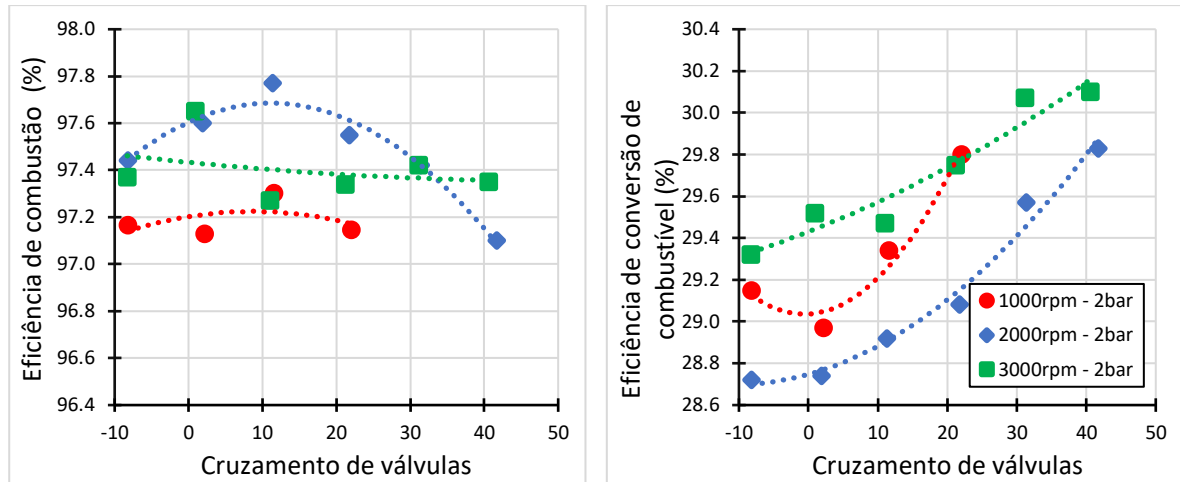 98.0
97.8
97.6
97.4
97.2
97.0
96.8
96.6
96.4
-10 0 10 20 30 40 50
Eficiência de combustão (%)
Cruzamento de válvulas
30.4
30.2
30.0
29.8
29.6
29.4
29.2
29.0
28.8
28.6
-10 0 10 20 30 40 50
Eficiência de conversão de
combustível (%)
Cruzamento de válvulas
1000rpm - 2bar
2000rpm - 2bar
3000rpm - 2bar